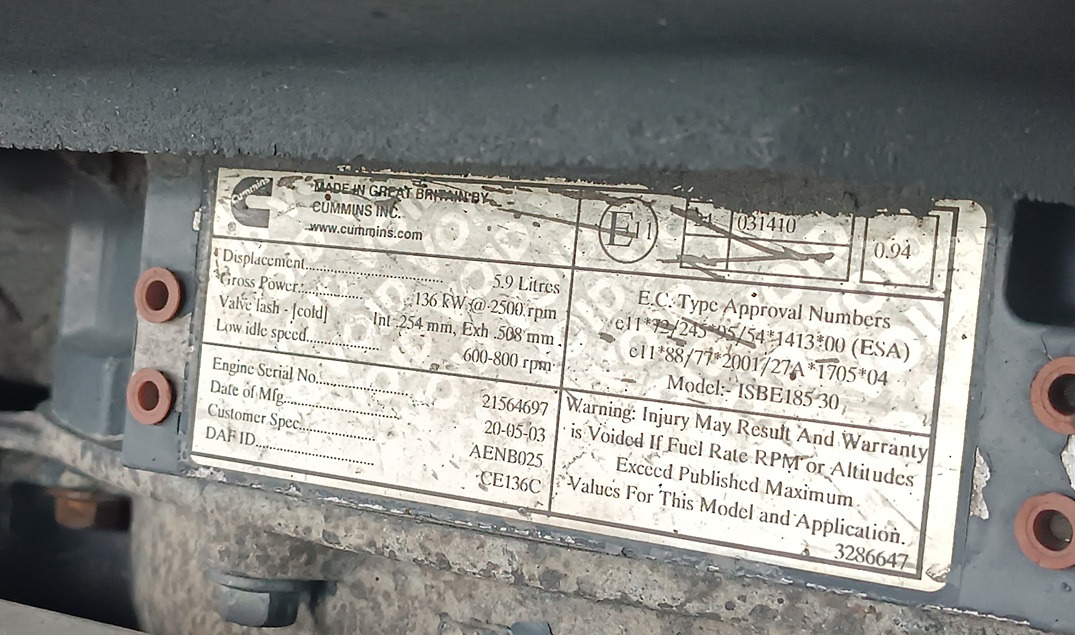 Cummins
MADE IN GREAT BRITAIN BY
CUMMINS INC.
www.cummins.com
E 11
031410
0.94
Displacement 5.9 Litres
Gross Power: 136 kW @ 2500 rpm
Valve lash - [cold] Int .254 mm, Exh .508 mm
Low idle speed 600-800 rpm
Engine Serial No. 21564697
Date of Mfg. 20-05-03
Customer Spec. AENB025
DAF ID. CE136C
E.C. Type Approval Numbers
e11*72/245*95/54*1413*00 (ESA)
e11*88/77*2001/27A*1705*04
Model:- ISBE185 30
Warning: Injury May Result And Warranty
is Voided If Fuel Rate RPM or Altitudes
Exceed Published Maximum
Values For This Model and Application.
3286647